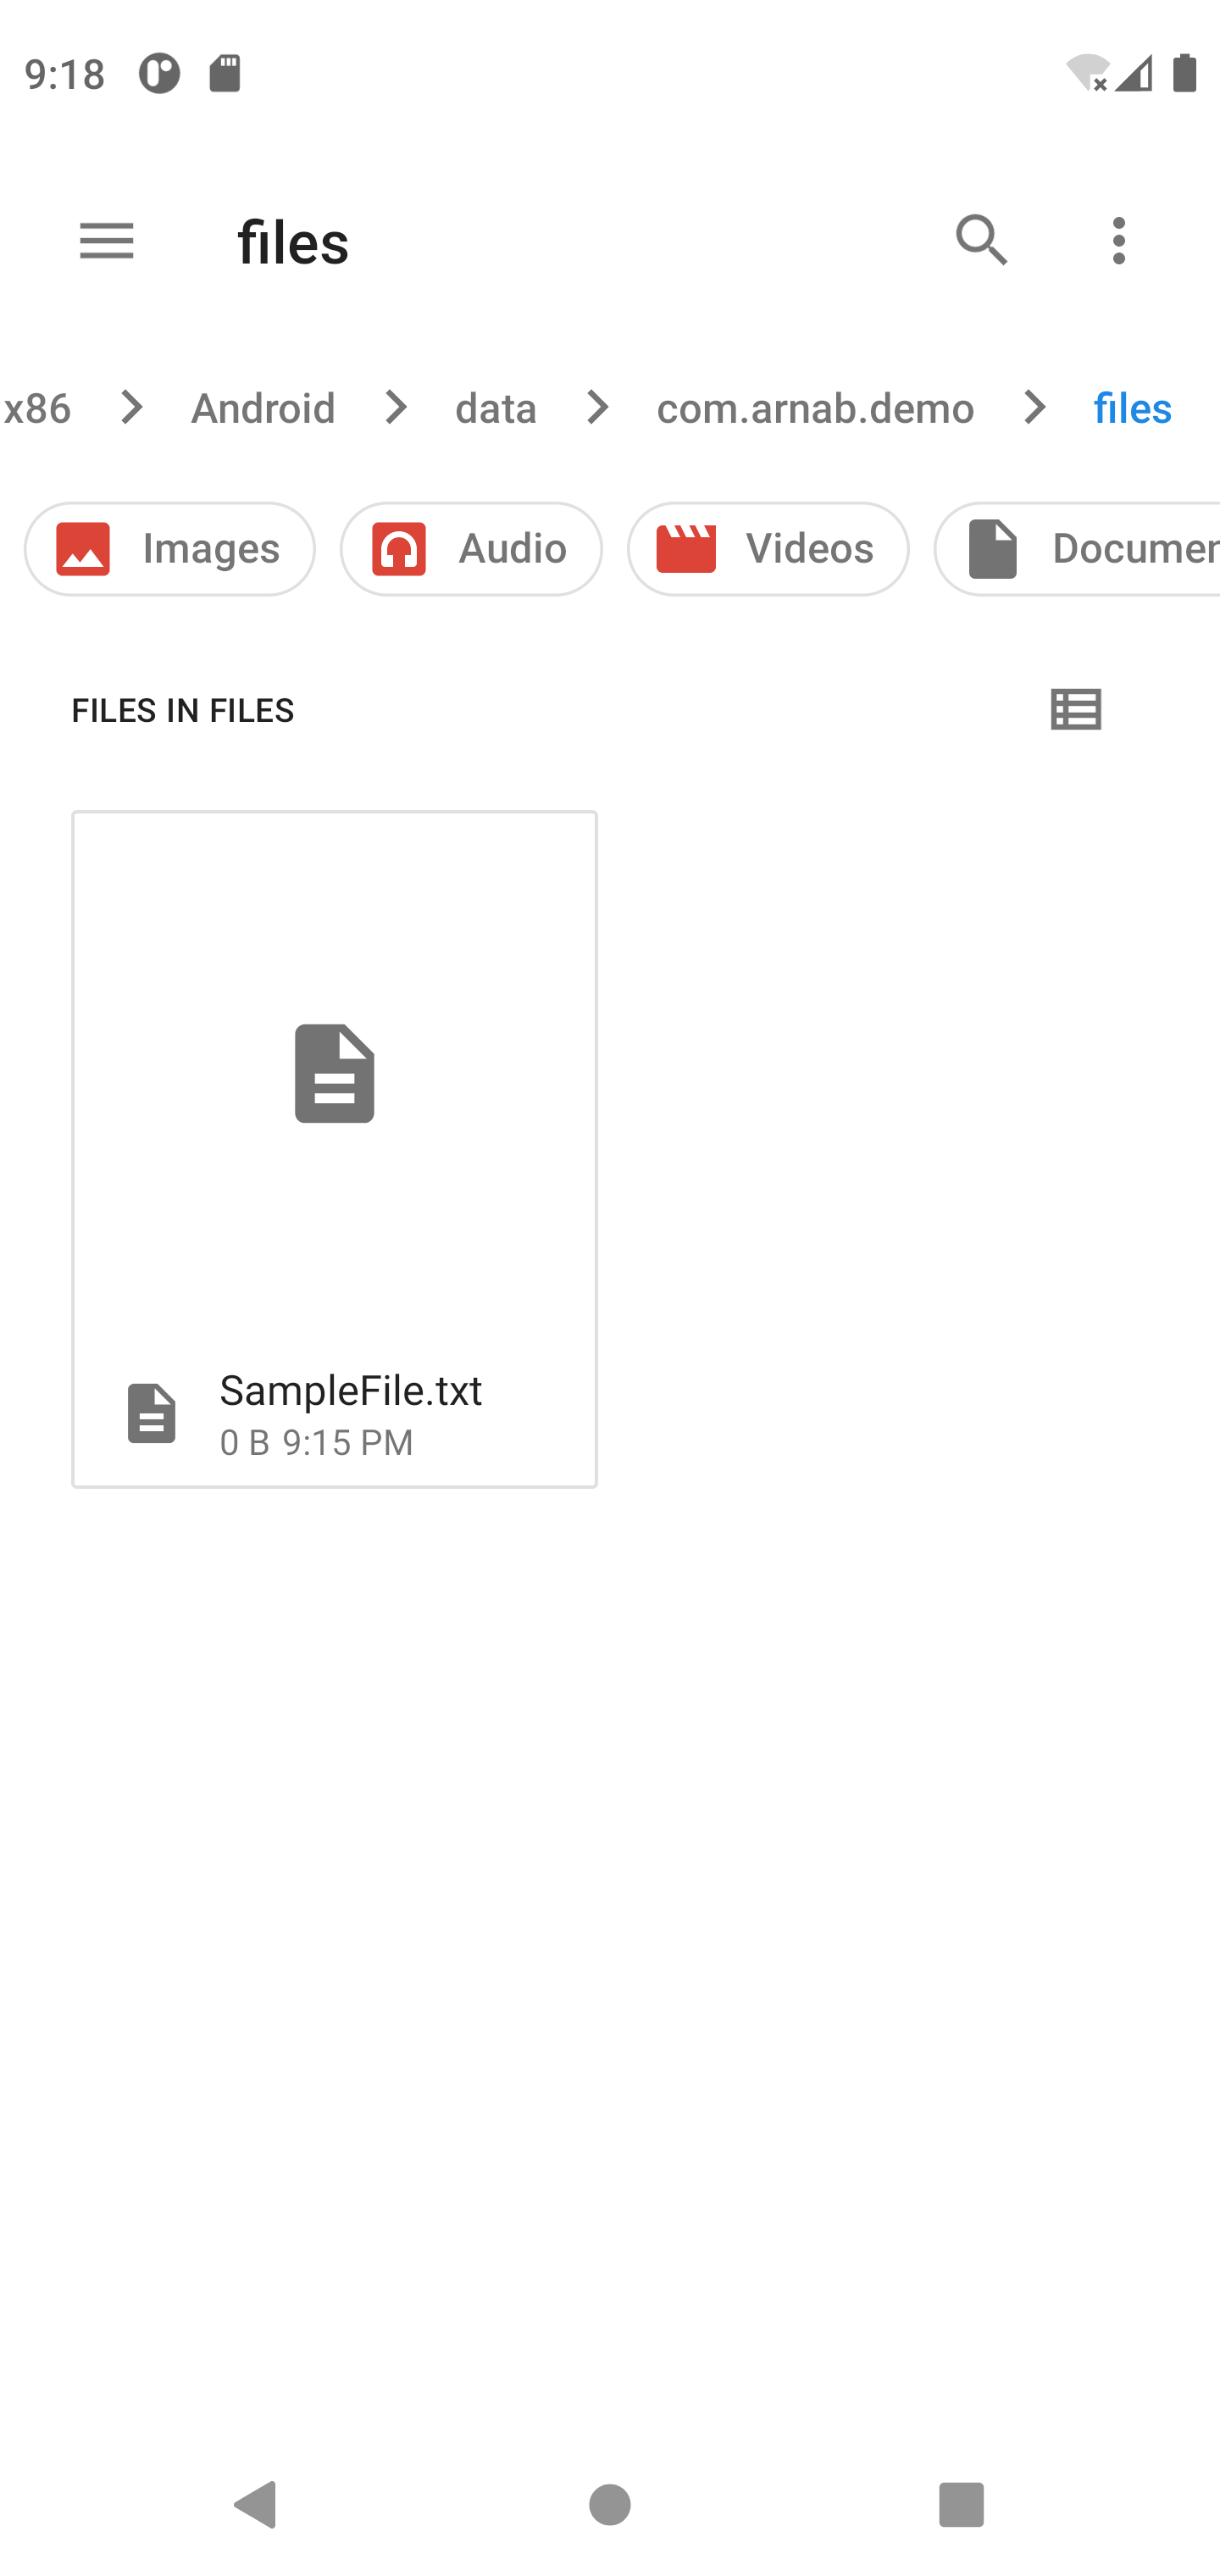 9:18
files
x86 Android data com.arnab.demo files
Images Audio Videos Documen
FILES IN FILES
SampleFile.txt
0 B 9:15 PM